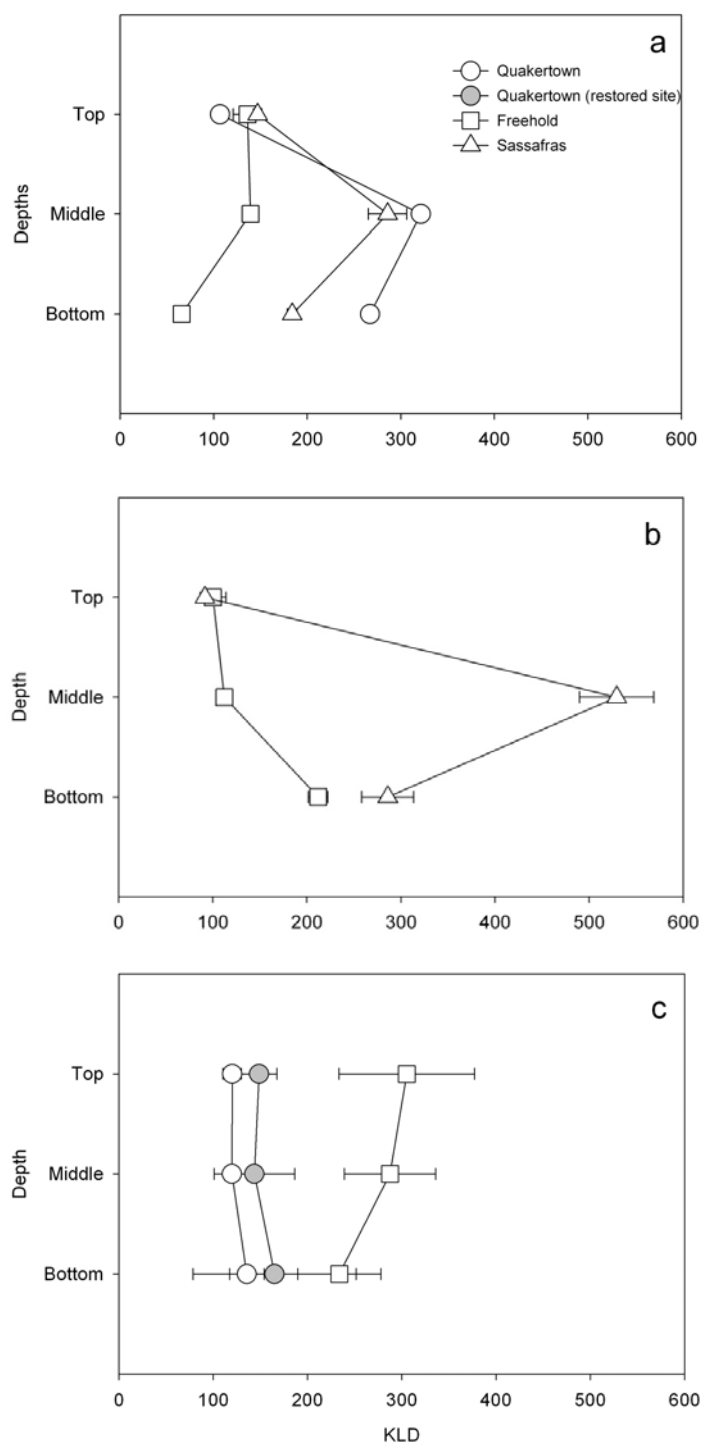 a
Quakertown
Quakertown (restored site)
Freehold
Sassafras
Top
Middle
Bottom
Depths
0 100 200 300 400 500 600
b
Top
Middle
Bottom
Depth
0 100 200 300 400 500 600
c
Top
Middle
Bottom
Depth
0 100 200 300 400 500 600
KLD